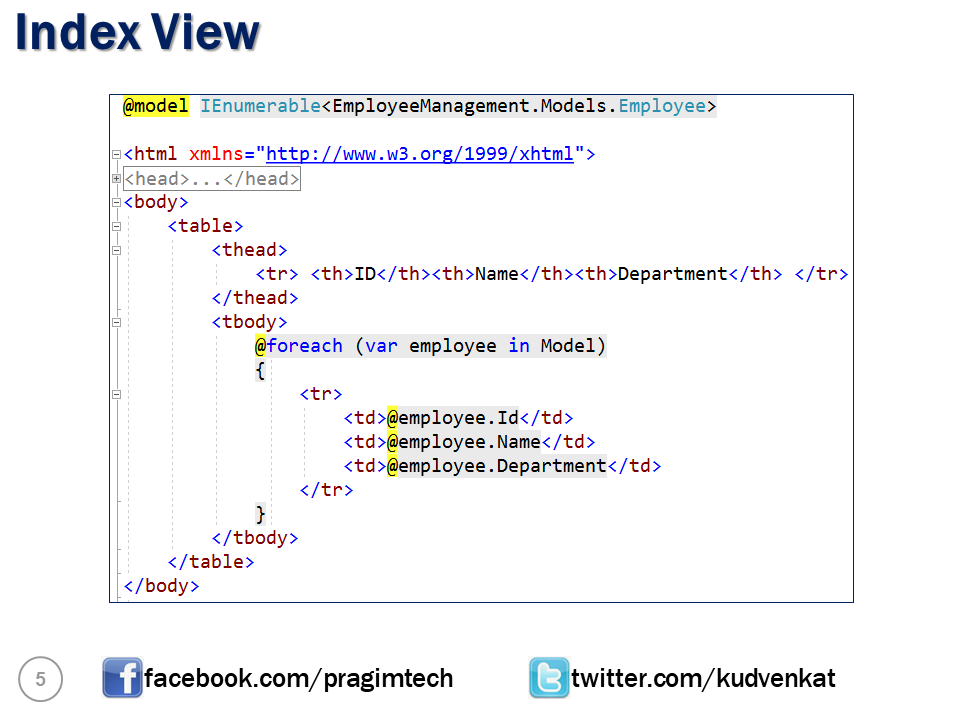 Index View
@model IEnumerable<EmployeeManagement.Models.Employee>
<html xmlns="http://www.w3.org/1999/xhtml">
<head>...</head>
<body>
<table>
<thead>
<tr> <th>ID</th><th>Name</th><th>Department</th> </tr>
</thead>
<tbody>
@foreach (var employee in Model)
{
<tr>
<td>@employee.Id</td>
<td>@employee.Name</td>
<td>@employee.Department</td>
</tr>
}
</tbody>
</table>
</body>
5
facebook.com/pragimtech
twitter.com/kudvenkat